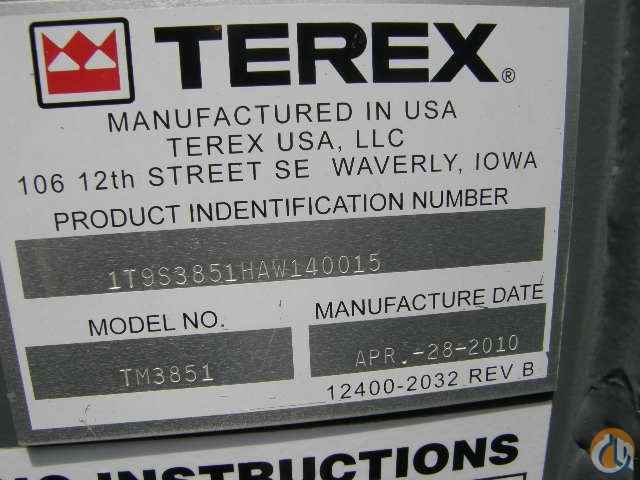 TEREX®
MANUFACTURED IN USA
TEREX USA, LLC
106 12th STREET SE WAVERLY, IOWA
PRODUCT INDENTIFICATION NUMBER
1T9S3851HAW140015
MODEL NO.
TM3851
MANUFACTURE DATE
APR.-28-2010
12400-2032 REV B
INSTRUCTIONS